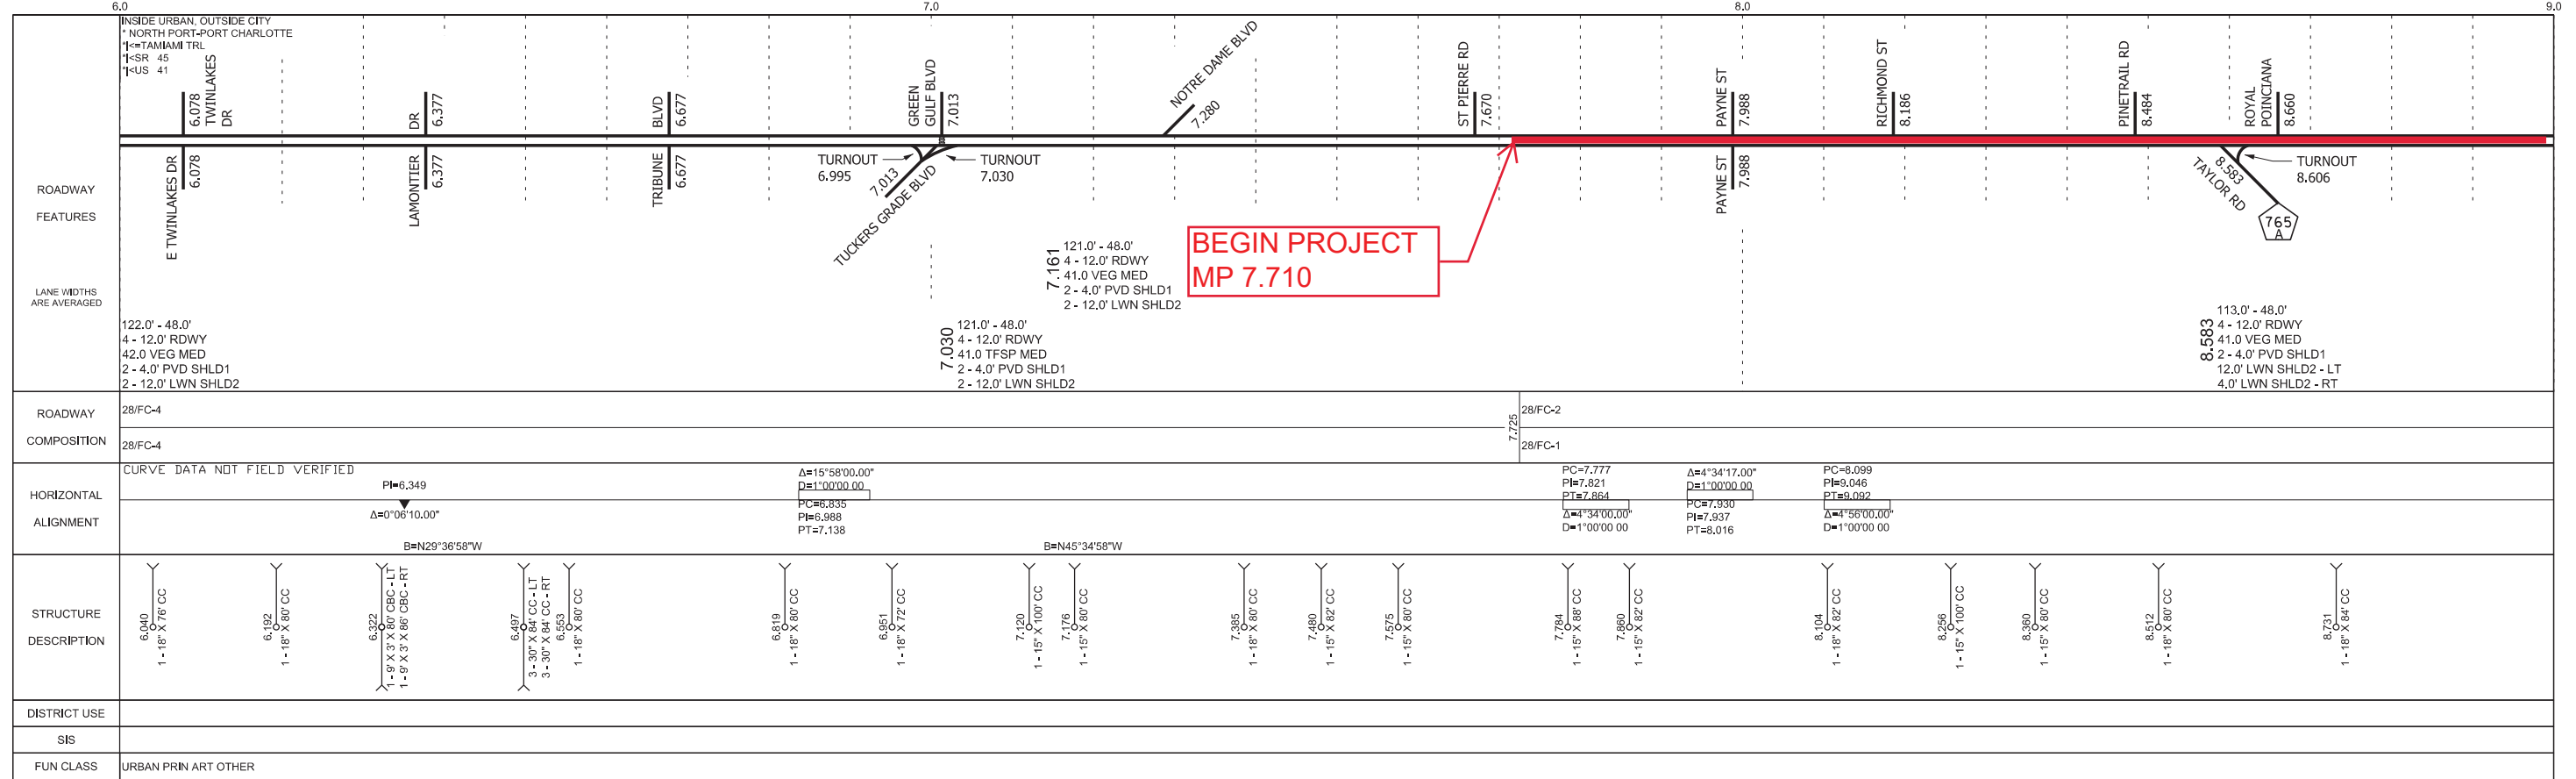 6.0
7.0
8.0
9.0
INSIDE URBAN, OUTSIDE CITY
* NORTH PORT-PORT CHARLOTTE
*|<=TAMIAMI TRL
*|<SR 45
*|<US 41
6.078
TWINLAKES
DR
DR
6.377
BLVD
6.677
GREEN
GULF BLVD
7.013
NOTRE DAME BLVD
7.280
ST PIERRE RD
7.670
PAYNE ST
7.988
RICHMOND ST
8.186
PINETRAIL RD
8.484
ROYAL
POINCIANA
8.660
ROADWAY
FEATURES
E TWINLAKES DR
6.078
LAMONTIER
6.377
TRIBUNE
6.677
TURNOUT
6.995
7.013
TUCKERS GRADE BLVD
TURNOUT
7.030
PAYNE ST
7.988
8.583
TAYLOR RD
TURNOUT
8.606
765
A
BEGIN PROJECT
MP 7.710
LANE WIDTHS
ARE AVERAGED
122.0' - 48.0'
4 - 12.0' RDWY
42.0 VEG MED
2 - 4.0' PVD SHLD1
2 - 12.0' LWN SHLD2
7.030
121.0' - 48.0'
4 - 12.0' RDWY
41.0 TFSP MED
2 - 4.0' PVD SHLD1
2 - 12.0' LWN SHLD2
7.161
121.0' - 48.0'
4 - 12.0' RDWY
41.0 VEG MED
2 - 4.0' PVD SHLD1
2 - 12.0' LWN SHLD2
8.583
113.0' - 48.0'
4 - 12.0' RDWY
41.0 VEG MED
2 - 4.0' PVD SHLD1
12.0' LWN SHLD2 - LT
4.0' LWN SHLD2 - RT
ROADWAY
COMPOSITION
28/FC-4
28/FC-4
7.725
28/FC-2
28/FC-1
HORIZONTAL
ALIGNMENT
CURVE DATA NOT FIELD VERIFIED
PI=6.349
Δ=0°06'10.00"
B=N29°36'58"W
Δ=15°58'00.00"
D=1°00'00 00
PC=6.835
PI=6.988
PT=7.138
B=N45°34'58"W
PC=7.777
PI=7.821
PT=7.864
Δ=4°34'00.00"
D=1°00'00 00
Δ=4°34'17.00"
D=1°00'00 00
PC=7.930
PI=7.937
PT=8.016
PC=8.099
PI=9.046
PT=9.092
Δ=4°56'00.00"
D=1°00'00 00
STRUCTURE
DESCRIPTION
6.040
1 - 18" X 76' CC
6.192
1 - 18" X 80' CC
6.322
1 - 9' X 3' X 80' CBC - LT
1 - 9' X 3' X 86' CBC - RT
6.497
3 - 30" X 84' CC - LT
3 - 30" X 84' CC - RT
6.553
1 - 18" X 80' CC
6.819
1 - 18" X 80' CC
6.951
1 - 18" X 72' CC
7.120
1 - 15" X 100' CC
7.176
1 - 15" X 80' CC
7.385
1 - 18" X 80' CC
7.480
1 - 15" X 82' CC
7.575
1 - 15" X 80' CC
7.784
1 - 15" X 88' CC
7.860
1 - 15" X 82' CC
8.104
1 - 18" X 82' CC
8.256
1 - 15" X 100' CC
8.360
1 - 15" X 80' CC
8.512
1 - 18" X 80' CC
8.731
1 - 18" X 84' CC
DISTRICT USE
SIS
FUN CLASS
URBAN PRIN ART OTHER